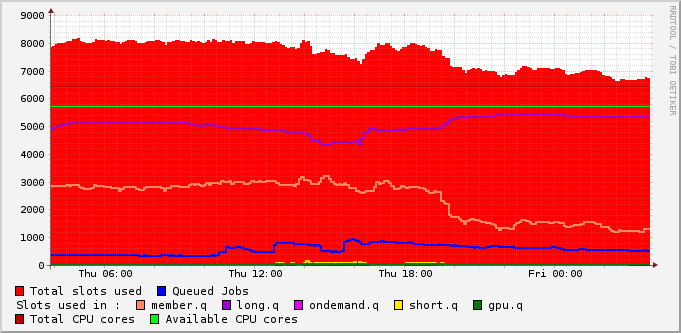 RRDTOOL / TOBI OETIKER
9000
8000
7000
6000
5000
4000
3000
2000
1000
0
Thu 06:00 Thu 12:00 Thu 18:00 Fri 00:00
Total slots used Queued Jobs
Slots used in : member.q long.q ondemand.q short.q gpu.q
Total CPU cores Available CPU cores